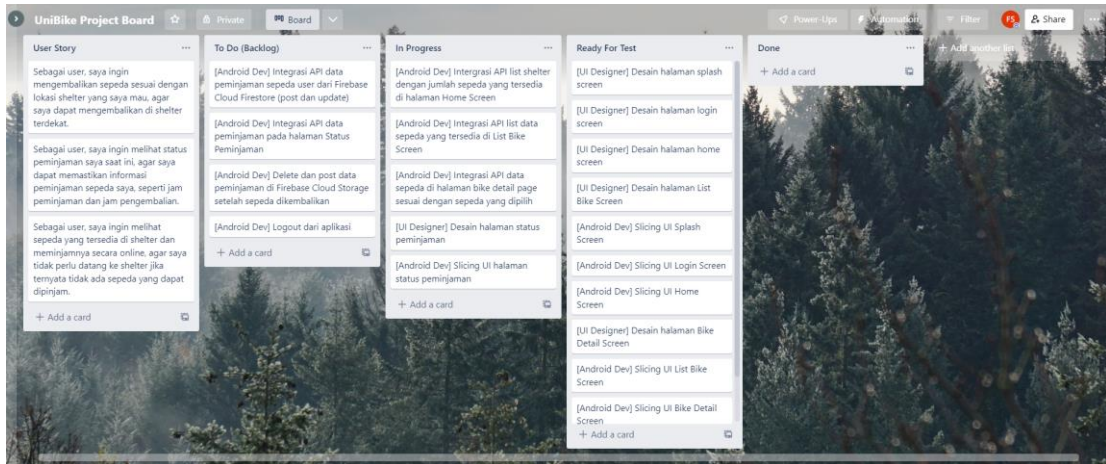 UniBike Project Board
Private
Board
Power-Ups
Automation
Filter
FS
Share
User Story
Sebagai user, saya ingin
mengembalikan sepeda sesuai dengan
lokasi shelter yang saya mau, agar
saya dapat mengembalikan di shelter
terdekat.
Sebagai user, saya ingin melihat status
peminjaman saya saat ini, agar saya
dapat memastikan informasi
peminjaman sepeda saya, seperti jam
peminjaman dan jam pengembalian.
Sebagai user, saya ingin melihat
sepeda yang tersedia di shelter dan
meminjamnya secara online, agar saya
tidak perlu datang ke shelter jika
ternyata tidak ada sepeda yang dapat
dipinjam.
+ Add a card
To Do (Backlog)
[Android Dev] Integrasi API data
peminjaman sepeda user dari Firebase
Cloud Firestore (post dan update)
[Android Dev] Integrasi API data
peminjaman pada halaman Status
Peminjaman
[Android Dev] Delete dan post data
peminjaman di Firebase Cloud Storage
setelah sepeda dikembalikan
[Android Dev] Logout dari aplikasi
+ Add a card
In Progress
[Android Dev] Intergrasi API list shelter
dengan jumlah sepeda yang tersedia
di halaman Home Screen
[Android Dev] Integrasi API list data
sepeda yang tersedia di List Bike
Screen
[Android Dev] Integrasi API data
sepeda di halaman bike detail page
sesuai dengan sepeda yang dipilih
[UI Designer] Desain halaman status
peminjaman
[Android Dev] Slicing UI halaman
status peminjaman
+ Add a card
Ready For Test
[UI Designer] Desain halaman splash
screen
[UI Designer] Desain halaman login
screen
[UI Designer] Desain halaman home
screen
[UI Designer] Desain halaman List
Bike Screen
[Android Dev] Slicing UI Splash
Screen
[Android Dev] Slicing UI Login Screen
[Android Dev] Slicing UI Home
Screen
[UI Designer] Desain halaman Bike
Detail Screen
[Android Dev] Slicing UI List Bike
Screen
[Android Dev] Slicing UI Bike Detail
Screen
+ Add a card
Done
+ Add a card
+ Add another list